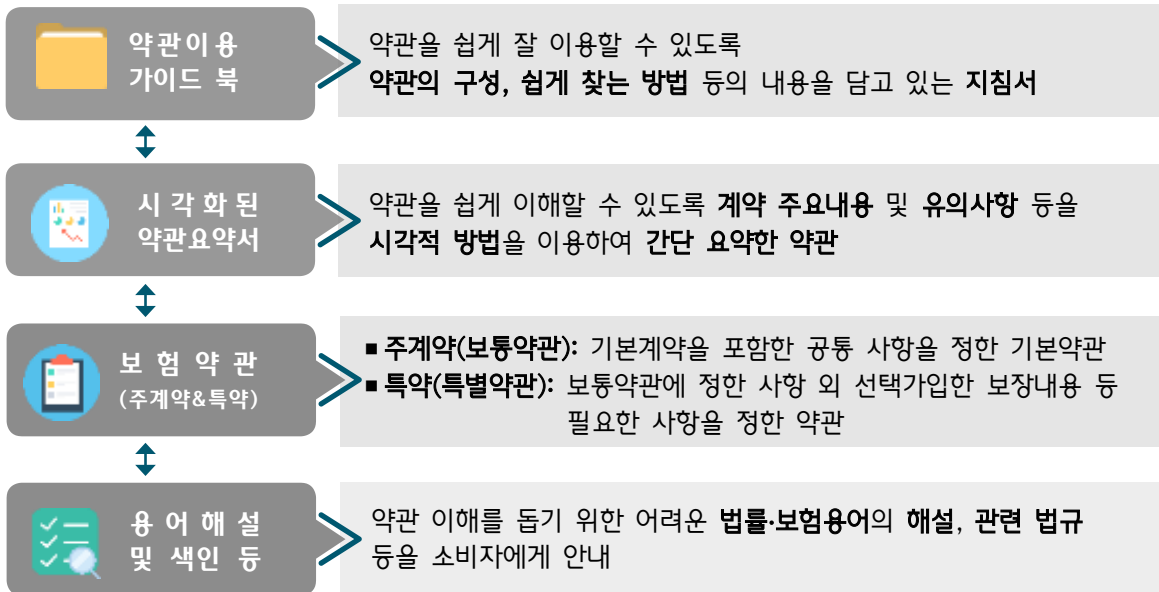 약관이용
가이드 북
약관을 쉽게 잘 이용할 수 있도록
약관의 구성, 쉽게 찾는 방법 등의 내용을 담고 있는 지침서
시 각 화 된
약관요약서
약관을 쉽게 이해할 수 있도록 계약 주요내용 및 유의사항 등을
시각적 방법을 이용하여 간단 요약한 약관
보 험 약 관
(주계약&특약)
▪ 주계약(보통약관): 기본계약을 포함한 공통 사항을 정한 기본약관
▪ 특약(특별약관): 보통약관에 정한 사항 외 선택가입한 보장내용 등
필요한 사항을 정한 약관
용 어 해 설
및 색인 등
약관 이해를 돕기 위한 어려운 법률·보험용어의 해설, 관련 법규
등을 소비자에게 안내